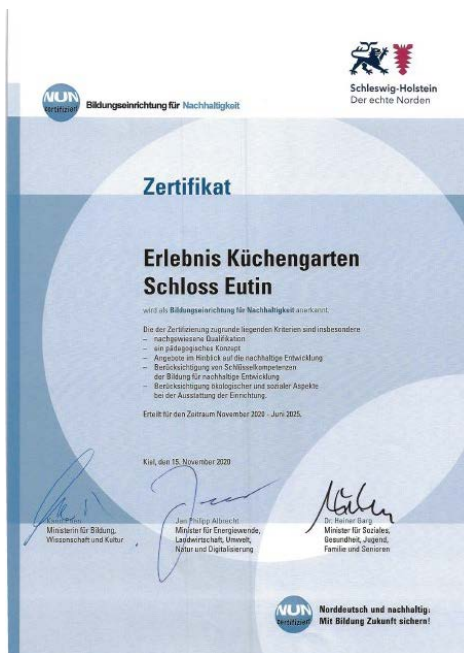 Schleswig-Holstein
Der echte Norden
NUN
zertifiziert
Bildungseinrichtung für Nachhaltigkeit
Zertifikat
Erlebnis Küchengarten
Schloss Eutin
wird als Bildungseinrichtung für Nachhaltigkeit anerkannt.
Die der Zertifizierung zugrunde liegenden Kriterien sind insbesondere
– nachgewiesene Qualifikation
– ein pädagogisches Konzept
– Angebote im Hinblick auf die nachhaltige Entwicklung
– Berücksichtigung von Schlüsselkompetenzen
der Bildung für nachhaltige Entwicklung
– Berücksichtigung ökologischer und sozialer Aspekte
bei der Ausstattung der Einrichtung.
Erteilt für den Zeitraum November 2020 - Juni 2025.
Kiel, den 15. November 2020
Karin Prien
Ministerin für Bildung,
Wissenschaft und Kultur
Jan Philipp Albrecht
Minister für Energiewende,
Landwirtschaft, Umwelt,
Natur und Digitalisierung
Dr. Heiner Garg
Minister für Soziales,
Gesundheit, Jugend,
Familie und Senioren
NUN
zertifiziert
Norddeutsch und nachhaltig:
Mit Bildung Zukunft sichern!